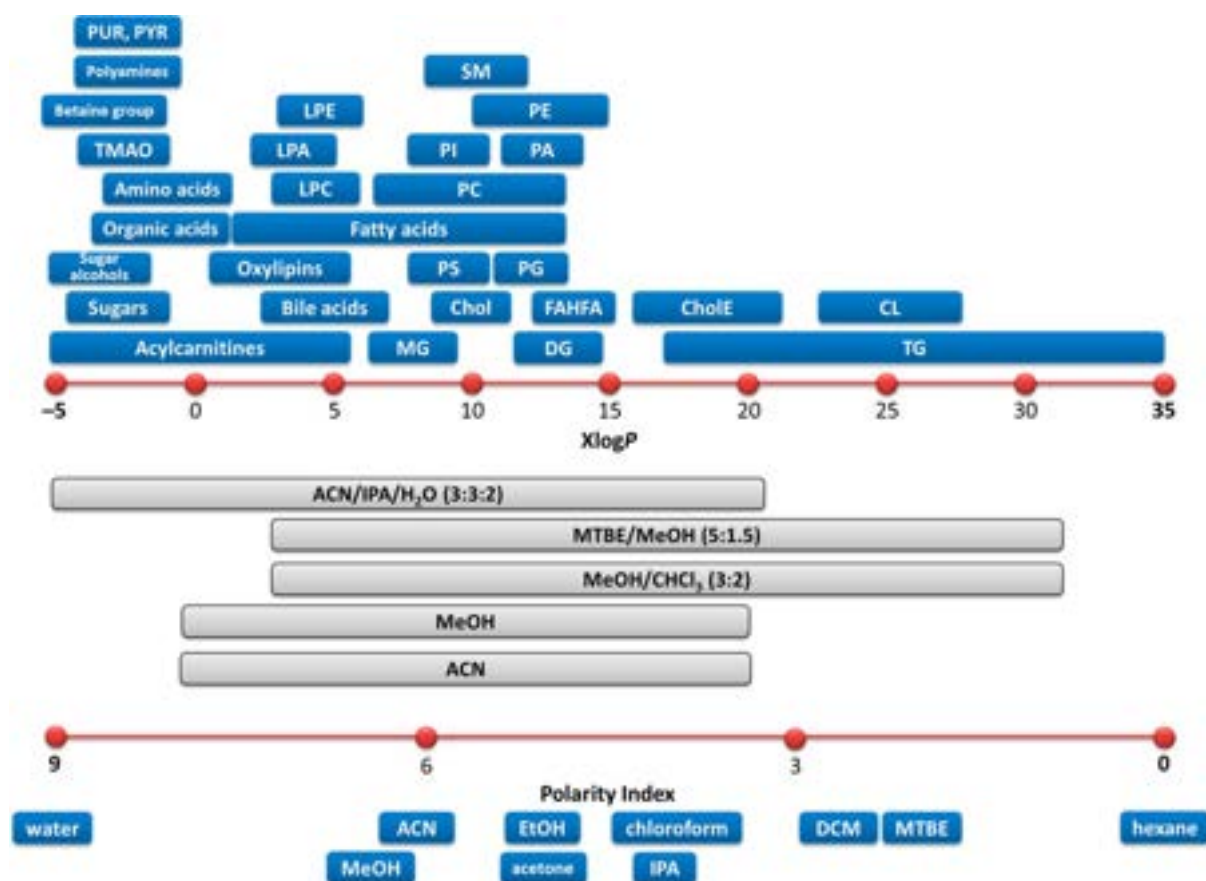 PUR, PYR
Polyamines SM
Betaine group LPE PE
TMAO LPA PI PA
Amino acids LPC PC
Organic acids Fatty acids
Sugar
alcohols Oxylipins PS PG
Sugars Bile acids Chol FAHFA CholE CL
Acylcarnitines MG DG TG
–5 0 5 10 15 20 25 30 35
XlogP
ACN/IPA/H₂O (3:3:2)
MTBE/MeOH (5:1.5)
MeOH/CHCl₃ (3:2)
MeOH
ACN
9 6 3 0
Polarity Index
water ACN EtOH chloroform DCM MTBE hexane
MeOH acetone IPA